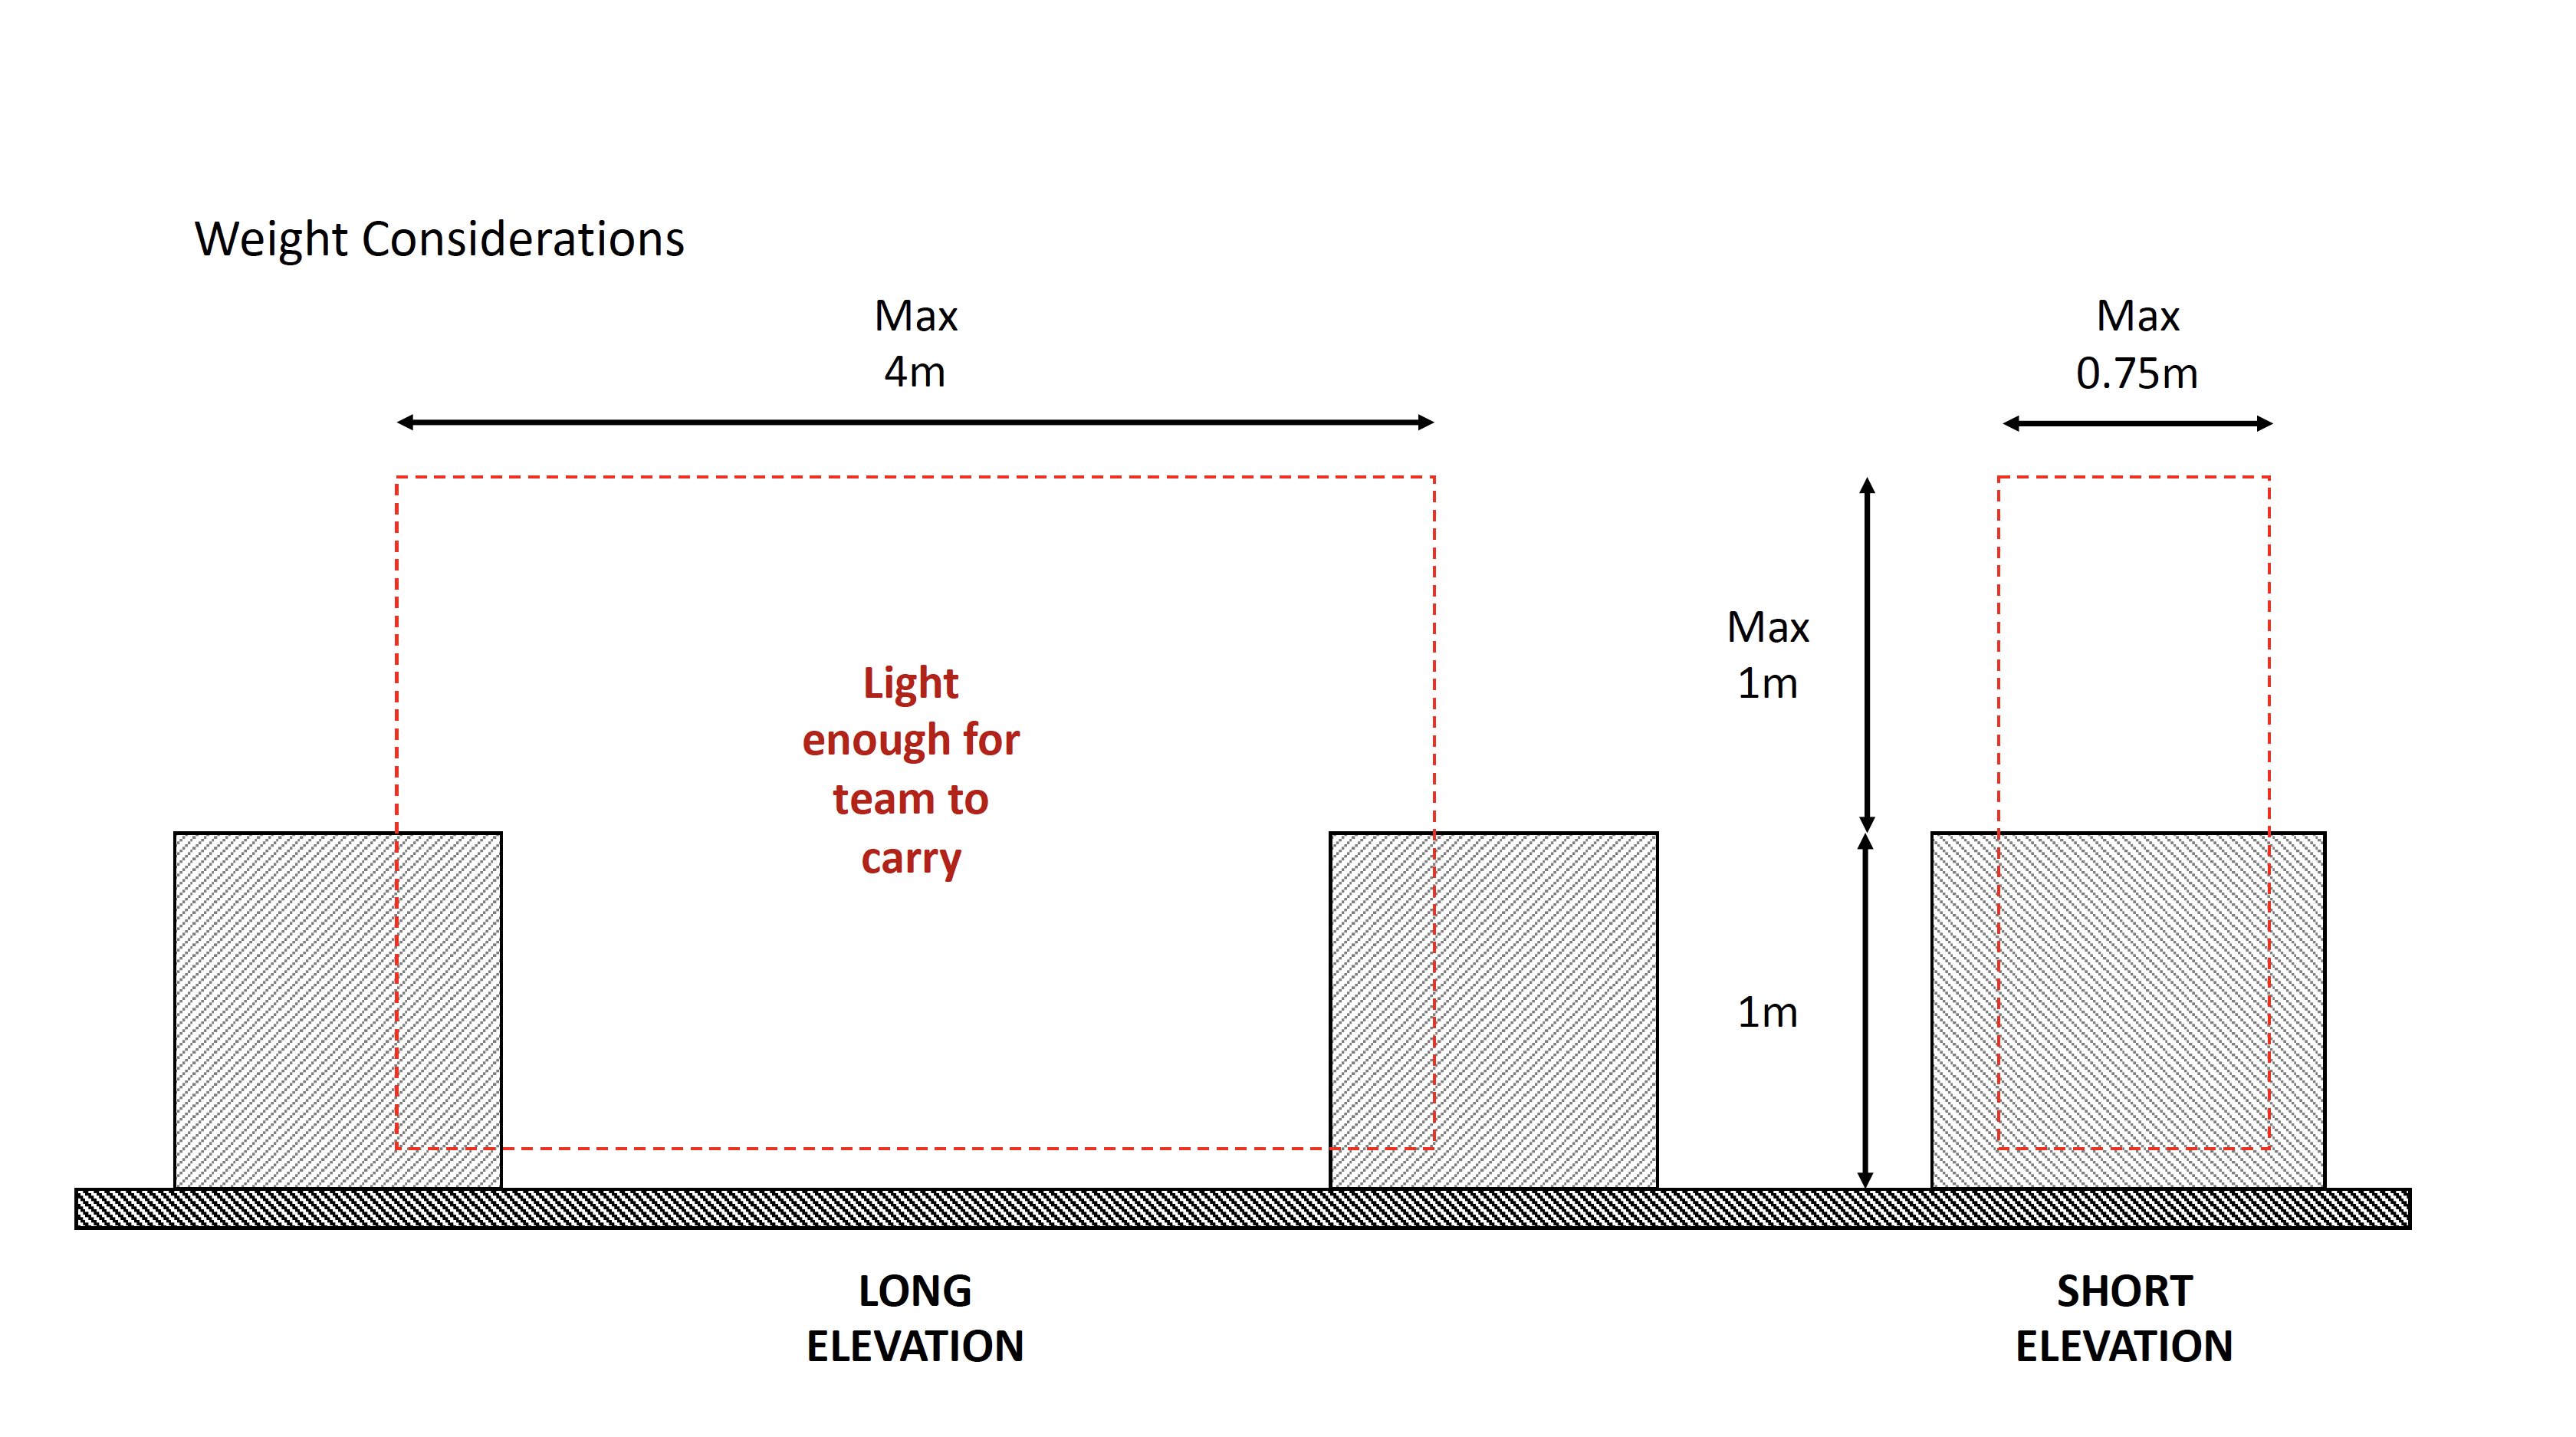 Weight Considerations
Max
4m
Max
0.75m
Max
1m
Light
enough for
team to
carry
1m
LONG
ELEVATION
SHORT
ELEVATION